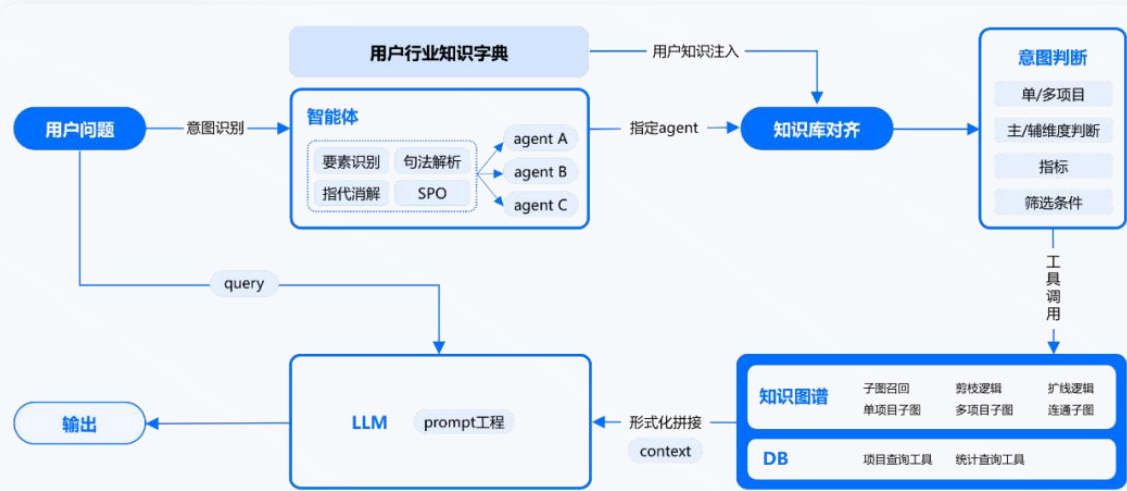 用户行业知识字典
用户知识注入
用户问题
意图识别
智能体
要素识别
句法解析
指代消解
SPO
agent A
agent B
agent C
指定agent
知识库对齐
意图判断
单/多项目
主/辅维度判断
指标
筛选条件
工具调用
query
知识图谱
子图召回
剪枝逻辑
扩线逻辑
单项目子图
多项目子图
连通子图
DB
项目查询工具
统计查询工具
形式化拼接
context
LLM
prompt工程
输出